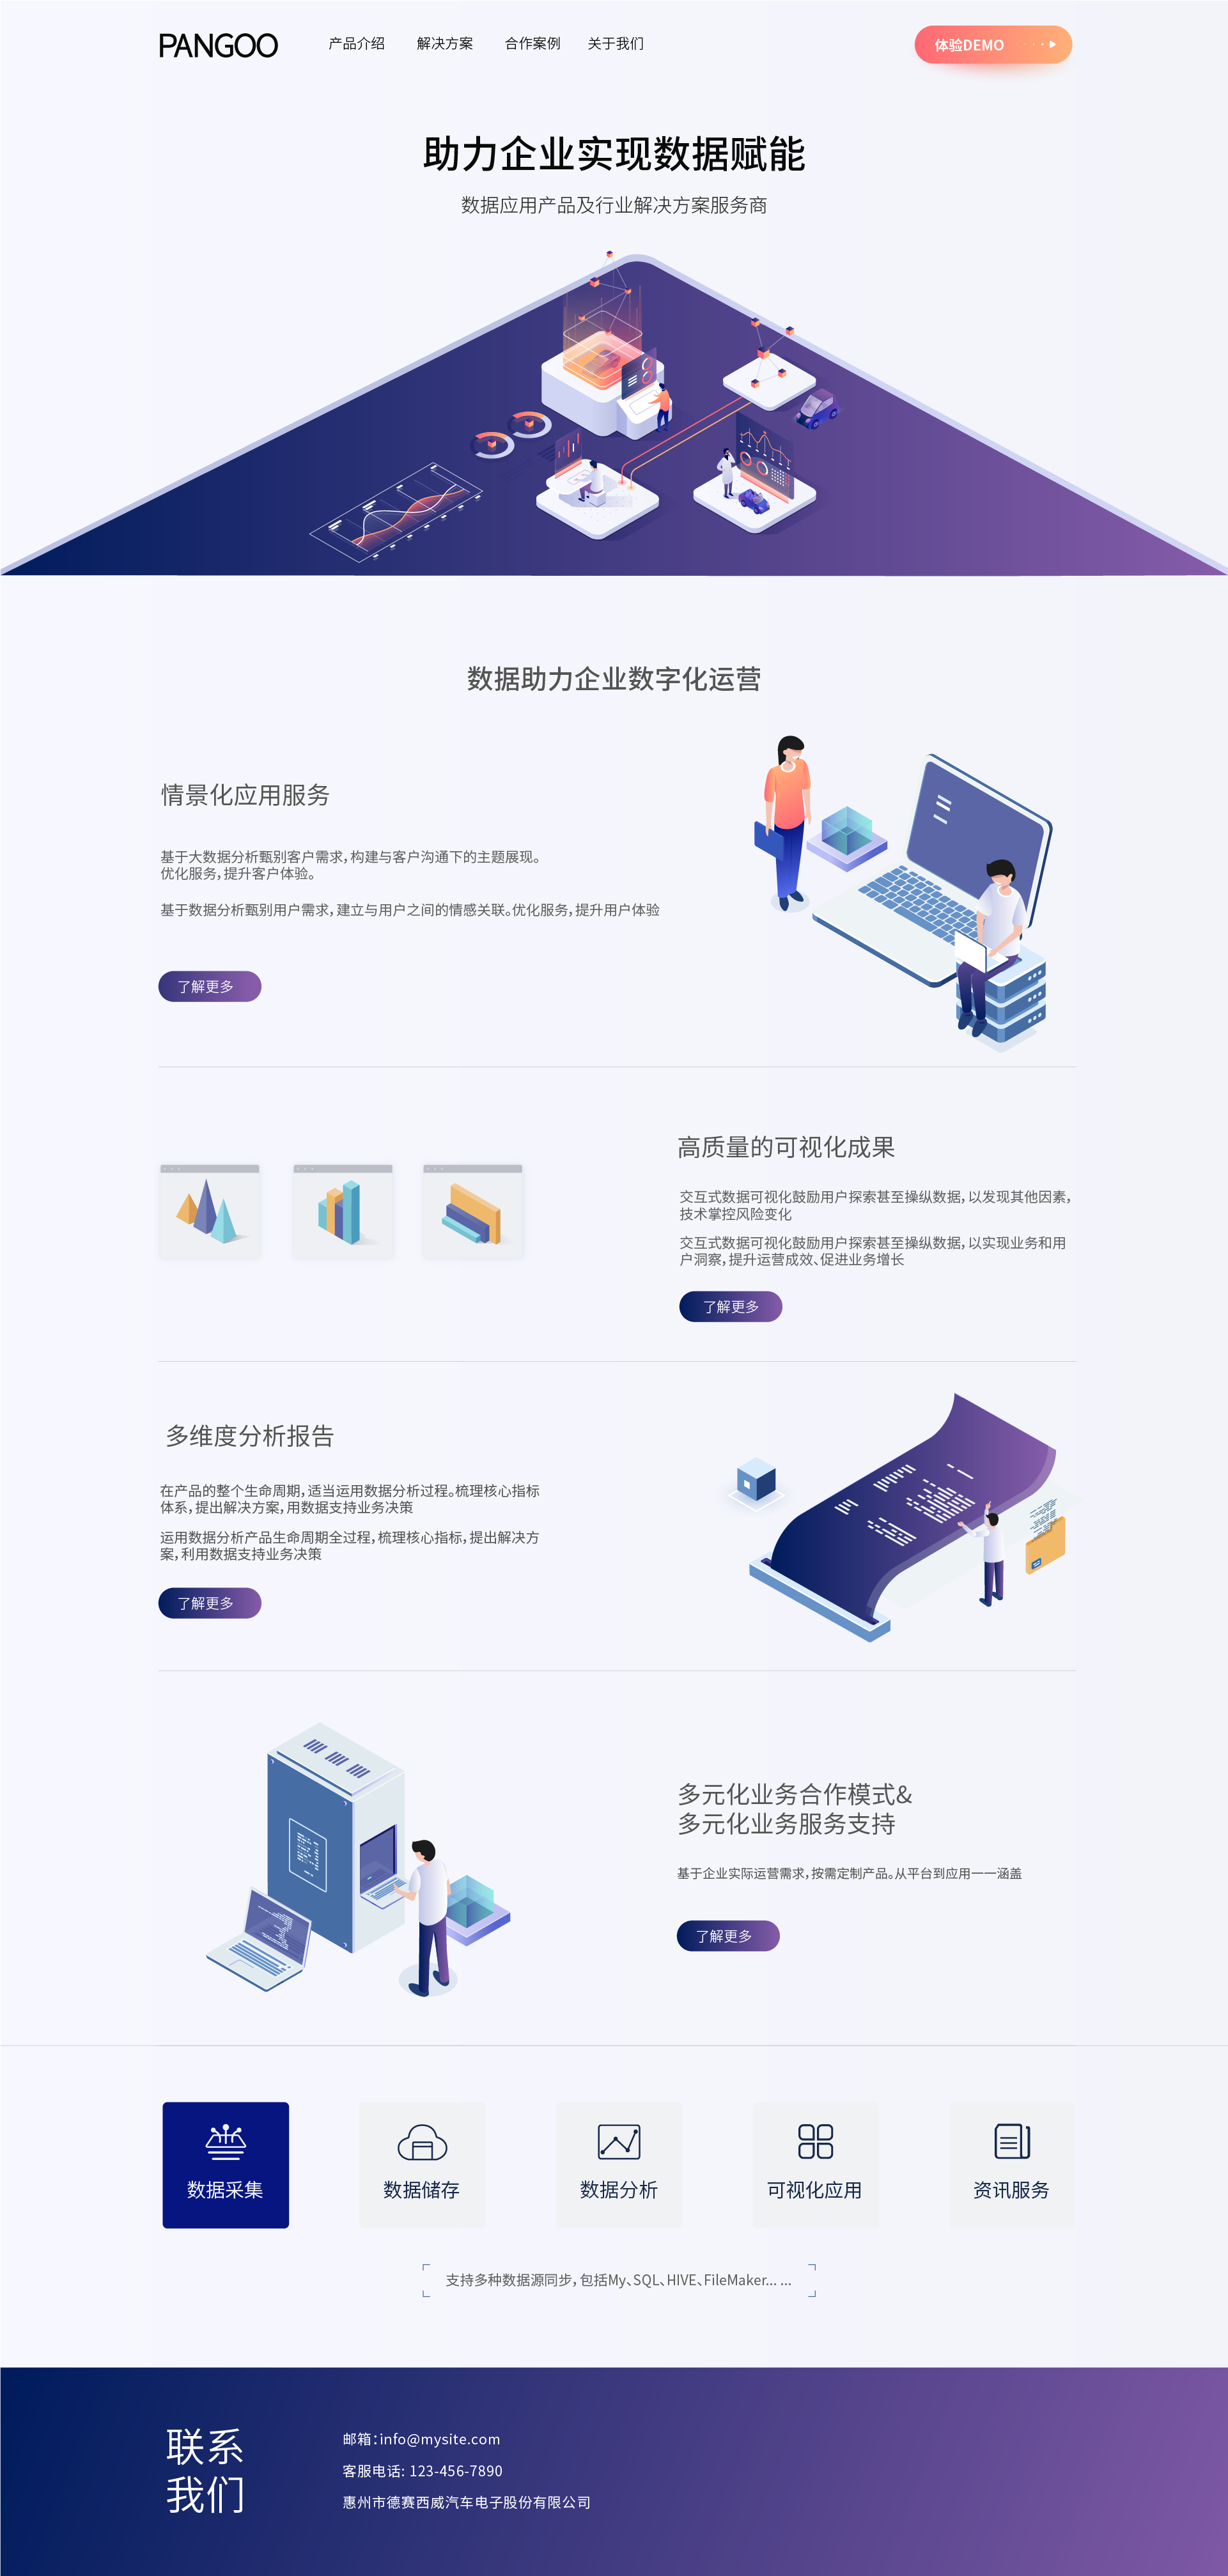 PANGOO
产品介绍 解决方案 合作案例 关于我们
体验DEMO
助力企业实现数据赋能
数据应用产品及行业解决方案服务商
数据助力企业数字化运营
情景化应用服务
基于大数据分析甄别客户需求，构建与客户沟通下的主题展现。
优化服务，提升客户体验。
基于数据分析甄别用户需求，建立与用户之间的情感关联。优化服务，提升用户体验
了解更多
高质量的可视化成果
交互式数据可视化鼓励用户探索甚至操纵数据，以发现其他因素，
技术掌控风险变化
交互式数据可视化鼓励用户探索甚至操纵数据，以实现业务和用
户洞察，提升运营成效、促进业务增长
了解更多
多维度分析报告
在产品的整个生命周期，适当运用数据分析过程。梳理核心指标
体系，提出解决方案，用数据支持业务决策
运用数据分析产品生命周期全过程，梳理核心指标，提出解决方
案，利用数据支持业务决策
了解更多
多元化业务合作模式&
多元化业务服务支持
基于企业实际运营需求，按需定制产品。从平台到应用一一涵盖
了解更多
数据采集 数据储存 数据分析 可视化应用 资讯服务
支持多种数据源同步，包括My、SQL、HIVE、FileMaker... ...
联系
我们
邮箱：info@mysite.com
客服电话: 123-456-7890
惠州市德赛西威汽车电子股份有限公司